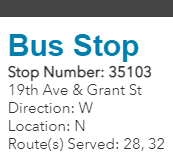 Bus Stop
Stop Number: 35103
19th Ave & Grant St
Direction: W
Location: N
Route(s) Served: 28, 32